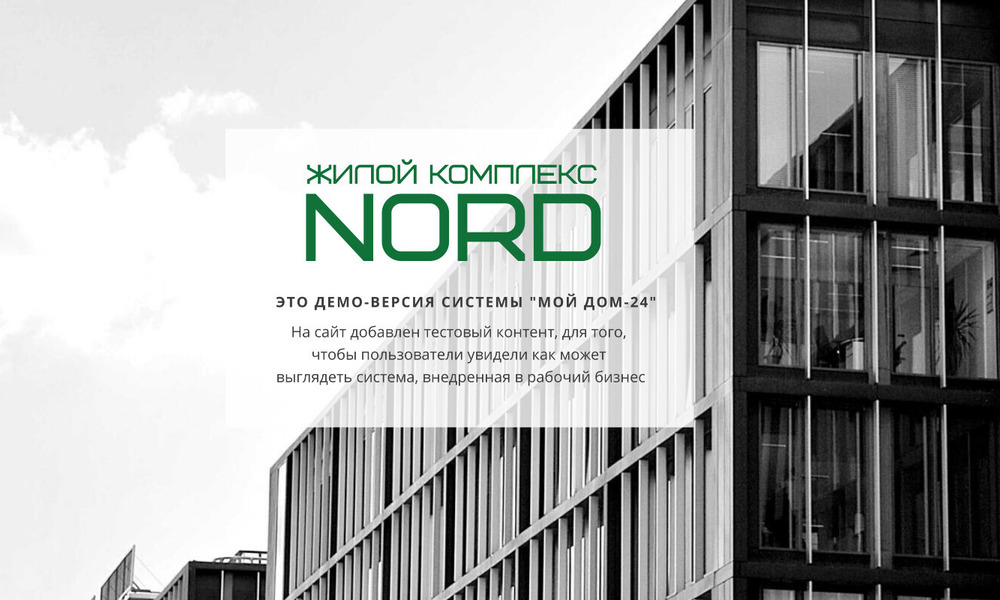 ЖИЛОЙ КОМПЛЕКС
NORD
ЭТО ДЕМО-ВЕРСИЯ СИСТЕМЫ "МОЙ ДОМ-24"
На сайт добавлен тестовый контент, для того,
чтобы пользователи увидели как может
выглядеть система, внедренная в рабочий бизнес